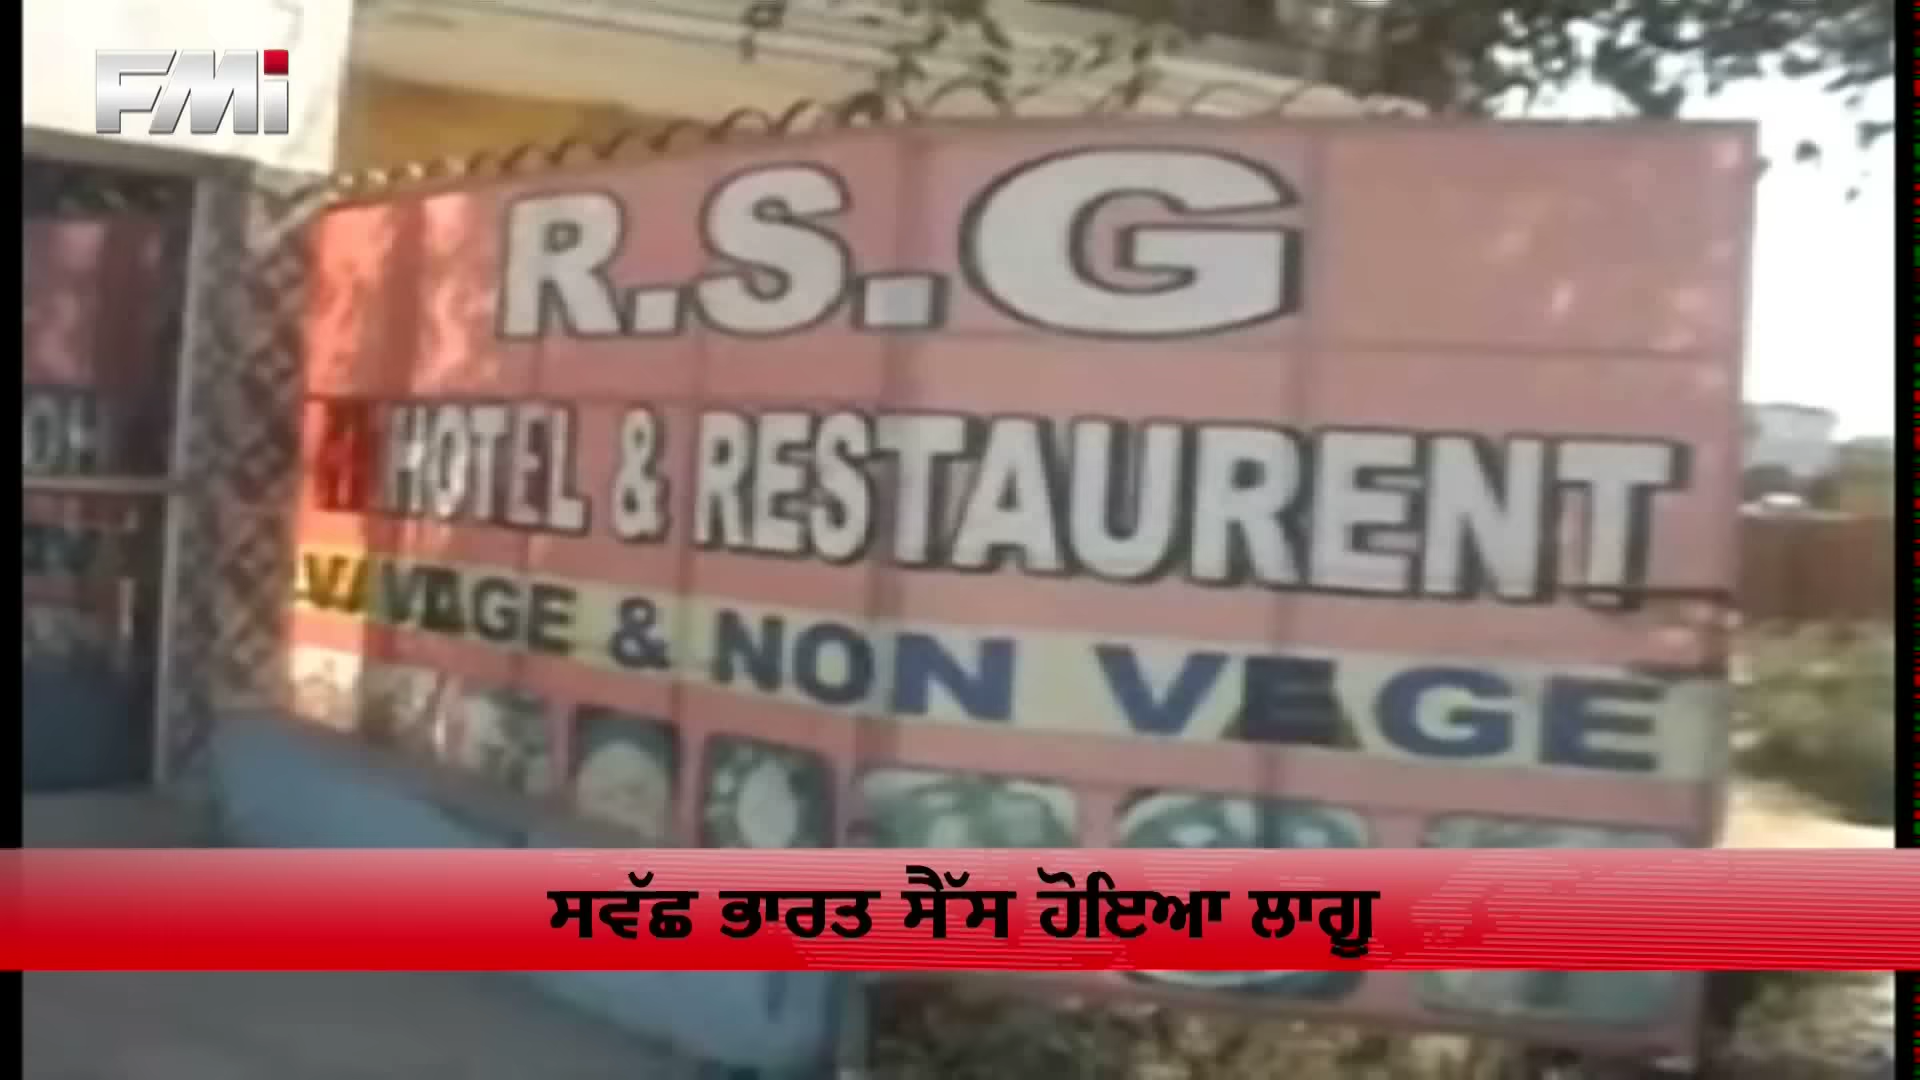 FMi
R.S.G
HOTEL & RESTAURENT
VEGE & NON VEGE
ਸਵੱਛ ਭਾਰਤ ਸੈੱਸ ਹੋਇਆ ਲਾਗੂ